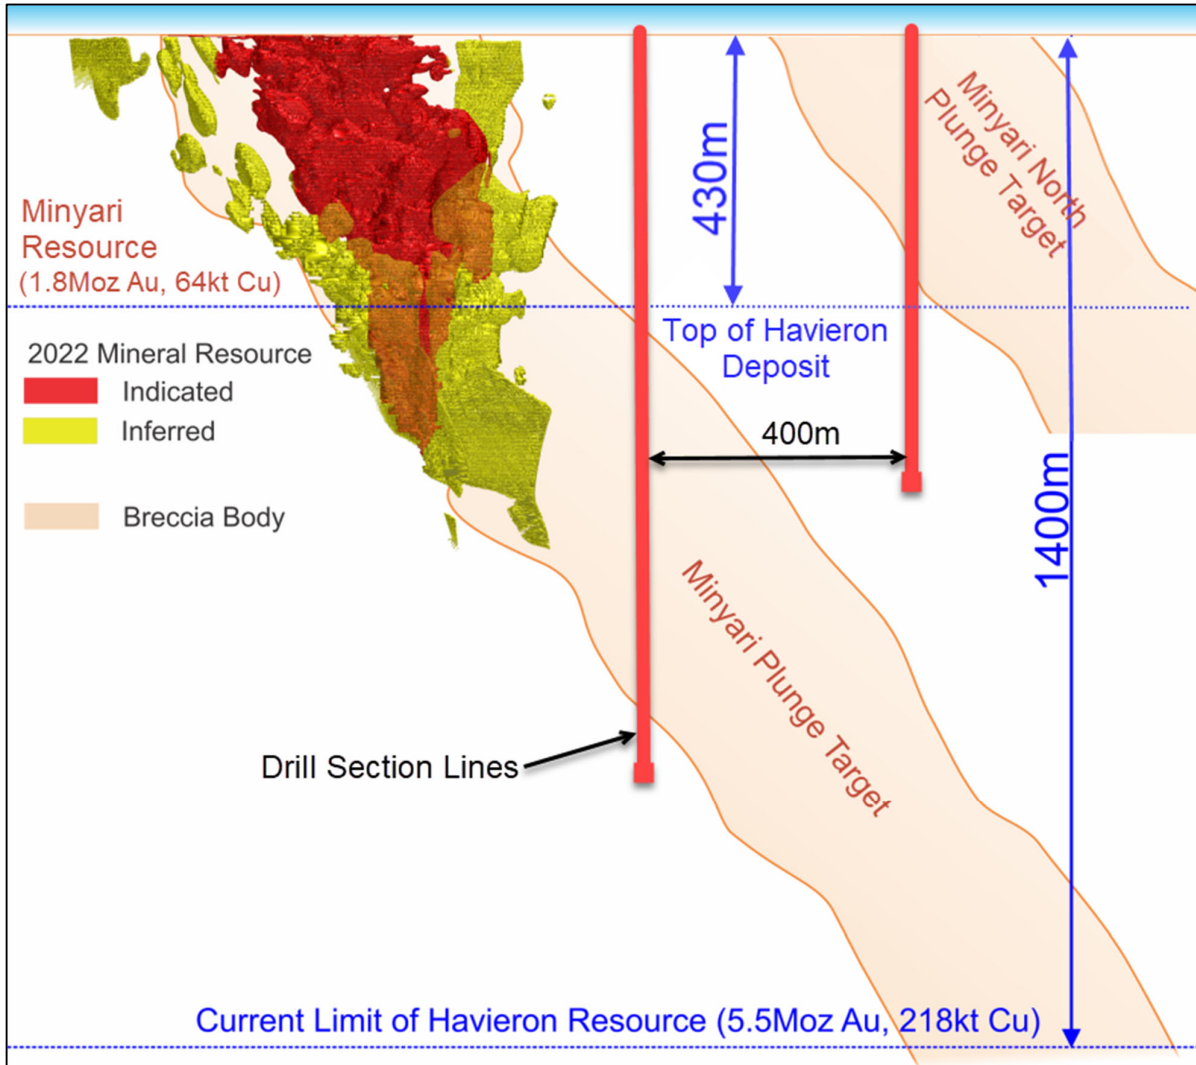 Minyari North
Plunge Target
430m
Minyari
Resource
(1.8Moz Au, 64kt Cu)
Top of Havieron
Deposit
2022 Mineral Resource
Indicated
Inferred
Breccia Body
400m
1400m
Minyari Plunge Target
Drill Section Lines
Current Limit of Havieron Resource (5.5Moz Au, 218kt Cu)